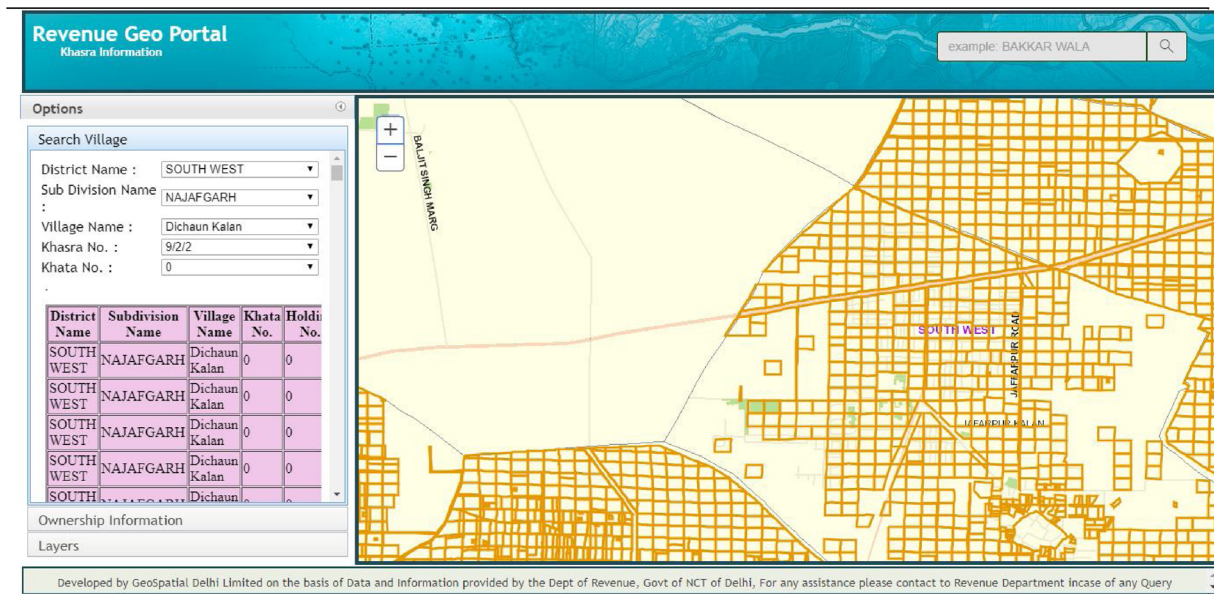 Revenue Geo Portal
Khasra Information
example: BAKKAR WALA
Options
Search Village
District Name : SOUTH WEST
Sub Division Name : NAJAFGARH
Village Name : Dichaun Kalan
Khasra No. : 9/2/2
Khata No. : 0
.
District Name Subdivision Name Village Name Khata No. Holdi No.
SOUTH WEST NAJAFGARH Dichaun Kalan 0 0
SOUTH WEST NAJAFGARH Dichaun Kalan 0 0
SOUTH WEST NAJAFGARH Dichaun Kalan 0 0
SOUTH WEST NAJAFGARH Dichaun Kalan 0 0
SOUTH Dichaun
Ownership Information
Layers
+
−
BALJIT SINGH MARG
SOUTH WEST
JAFFARPUR ROAD
JAFARPUR KALAN
Developed by GeoSpatial Delhi Limited on the basis of Data and Information provided by the Dept of Revenue, Govt of NCT of Delhi, For any assistance please contact to Revenue Department incase of any Query